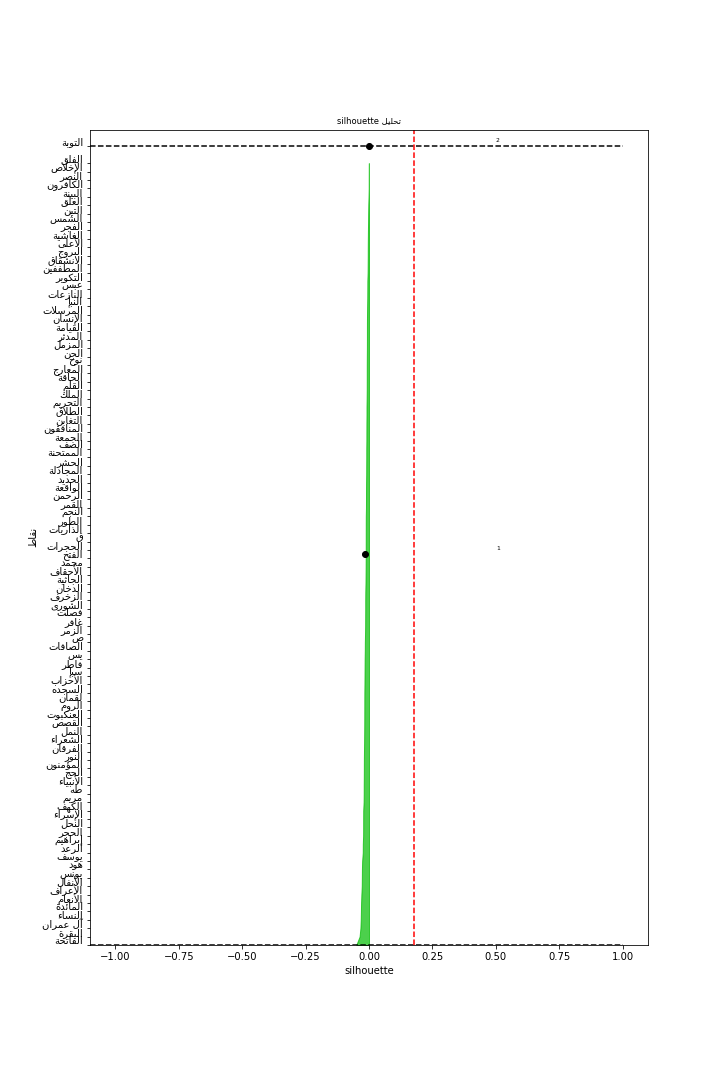 تحليل silhouette
التوبة
2
الفلق
الإخلاص
النصر
الكافرون
البينة
العلق
التين
الشمس
الفجر
الغاشية
الأعلى
البروج
الانشقاق
المطففين
التكوير
عبس
النازعات
النبإ
المرسلات
الإنسان
القيامة
المدثر
المزمل
الجن
نوح
المعارج
الحاقة
القلم
الملك
التحريم
الطلاق
التغابن
المنافقون
الجمعة
الصف
الممتحنة
الحشر
المجادلة
الحديد
الواقعة
الرحمن
القمر
النجم
الطور
الذاريات
ق
الحجرات
1
الفتح
محمد
الأحقاف
الجاثية
الدخان
الزخرف
الشورى
فصلت
غافر
الزمر
ص
الصافات
يس
فاطر
سبإ
الأحزاب
السجدة
لقمان
الروم
العنكبوت
القصص
النمل
الشعراء
الفرقان
النور
المؤمنون
الحج
الأنبياء
طه
مريم
الكهف
الإسراء
النحل
الحجر
إبراهيم
الرعد
يوسف
هود
يونس
الأنفال
الأعراف
الأنعام
المائدة
النساء
آل عمران
البقرة
الفاتحة
نقاط
−1.00 −0.75 −0.50 −0.25 0.00 0.25 0.50 0.75 1.00
silhouette